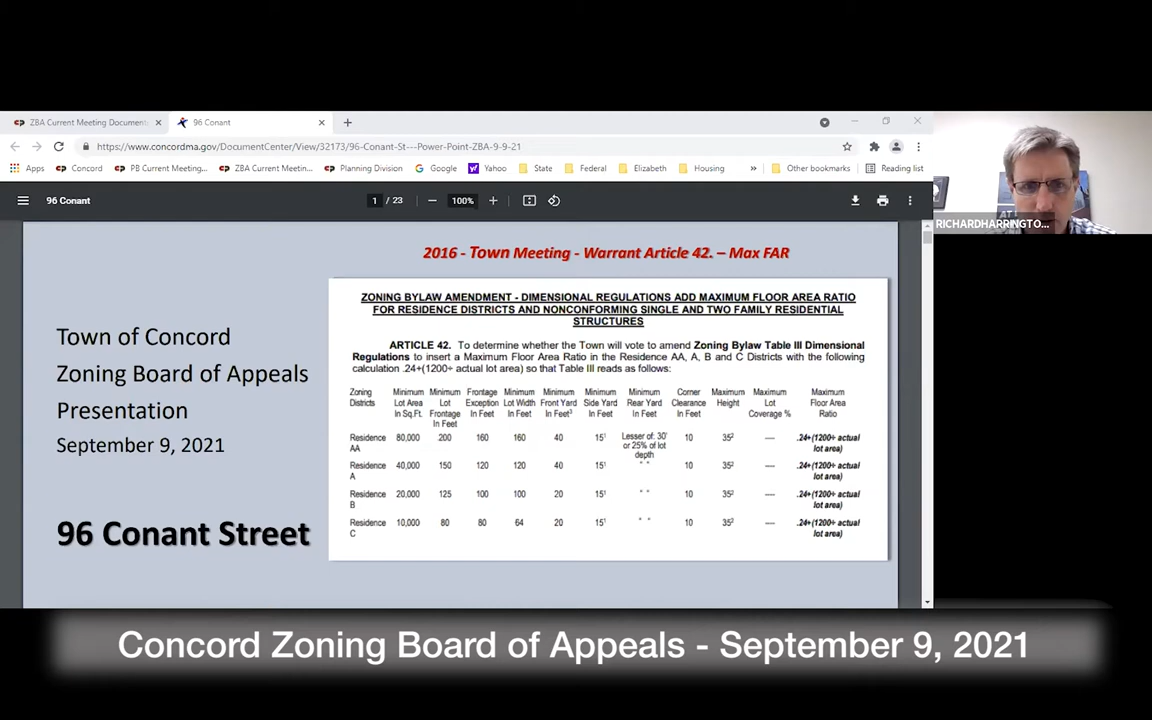 ZBA Current Meeting Document
96 Conant
https://www.concordma.gov/DocumentCenter/View/32173/96-Conant-St---Power-Point-ZBA-9-9-21
Apps Concord PB Current Meeting... ZBA Current Meetin... Planning Division Google Yahoo State Federal Elizabeth Housing » Other bookmarks Reading list
96 Conant 1 / 23 100%
RICHARDHARRINGTO...
2016 - Town Meeting - Warrant Article 42. – Max FAR
Town of Concord
Zoning Board of Appeals
Presentation
September 9, 2021
96 Conant Street
ZONING BYLAW AMENDMENT - DIMENSIONAL REGULATIONS ADD MAXIMUM FLOOR AREA RATIO
FOR RESIDENCE DISTRICTS AND NONCONFORMING SINGLE AND TWO FAMILY RESIDENTIAL
STRUCTURES
ARTICLE 42. To determine whether the Town will vote to amend Zoning Bylaw Table III Dimensional
Regulations to insert a Maximum Floor Area Ratio in the Residence AA, A, B and C Districts with the following
calculation .24+(1200÷ actual lot area) so that Table III reads as follows:
Zoning Minimum Minimum Frontage Minimum Minimum Minimum Minimum Corner Maximum Maximum Maximum
Districts Lot Area Lot Exception Lot Width Front Yard Side Yard Rear Yard Clearance Height Lot Floor Area
In Sq.Ft. Frontage In Feet In Feet In Feet³ In Feet In Feet In Feet Coverage % Ratio
In Feet
Residence 80,000 200 160 160 40 15¹ Lesser of: 30' 10 35² ---- .24+(1200÷ actual
AA or 25% of lot lot area)
depth
Residence 40,000 150 120 120 40 15¹ " " 10 35² ---- .24+(1200÷ actual
A lot area)
Residence 20,000 125 100 100 20 15¹ " " 10 35² ---- .24+(1200÷ actual
B lot area)
Residence 10,000 80 80 64 20 15¹ " " 10 35² ---- .24+(1200÷ actual
C lot area)
Concord Zoning Board of Appeals - September 9, 2021